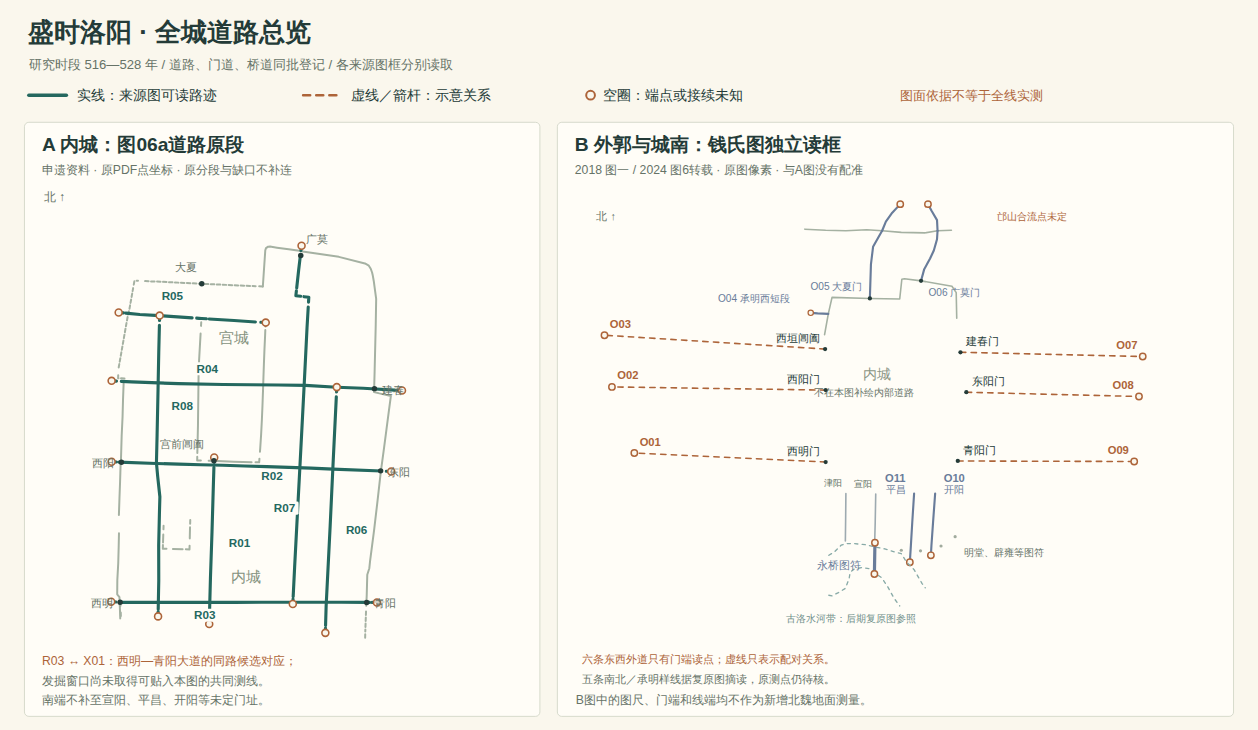 盛时洛阳 · 全城道路总览
研究时段 516—528 年 / 道路、门道、桥道同批登记 / 各来源图框分别读取
实线：来源图可读路迹
虚线／箭杆：示意关系
空圈：端点或接续未知
图面依据不等于全线实测
A 内城：图06a道路原段
申遗资料 · 原PDF点坐标 · 原分段与缺口不补连
北 ↑
广莫
大夏
R05
宫城
R04
建春
R08
宫前阊阖
西阳
R02
东阳
R07
R06
R01
内城
西明
青阳
R03
R03 ↔ X01：西明—青阳大道的同路候选对应；
发掘窗口尚未取得可贴入本图的共同测线。
南端不补至宣阳、平昌、开阳等未定门址。
B 外郭与城南：钱氏图独立读框
2018 图一 / 2024 图6转载 · 原图像素 · 与A图没有配准
北 ↑
邙山合流点未定
O05 大夏门
O06 广莫门
O04 承明西短段
O03
西垣阊阖
建春门
O07
O02
西阳门
内城
东阳门
O08
不在本图补绘内部道路
O01
西明门
青阳门
O09
津阳
宣阳
O11
平昌
O10
开阳
明堂、辟雍等图符
永桥图符
古洛水河带：后期复原图参照
六条东西外道只有门端读点；虚线只表示配对关系。
五条南北／承明样线据复原图摘读，原测点仍待核。
B图中的图尺、门端和线端均不作为新增北魏地面测量。